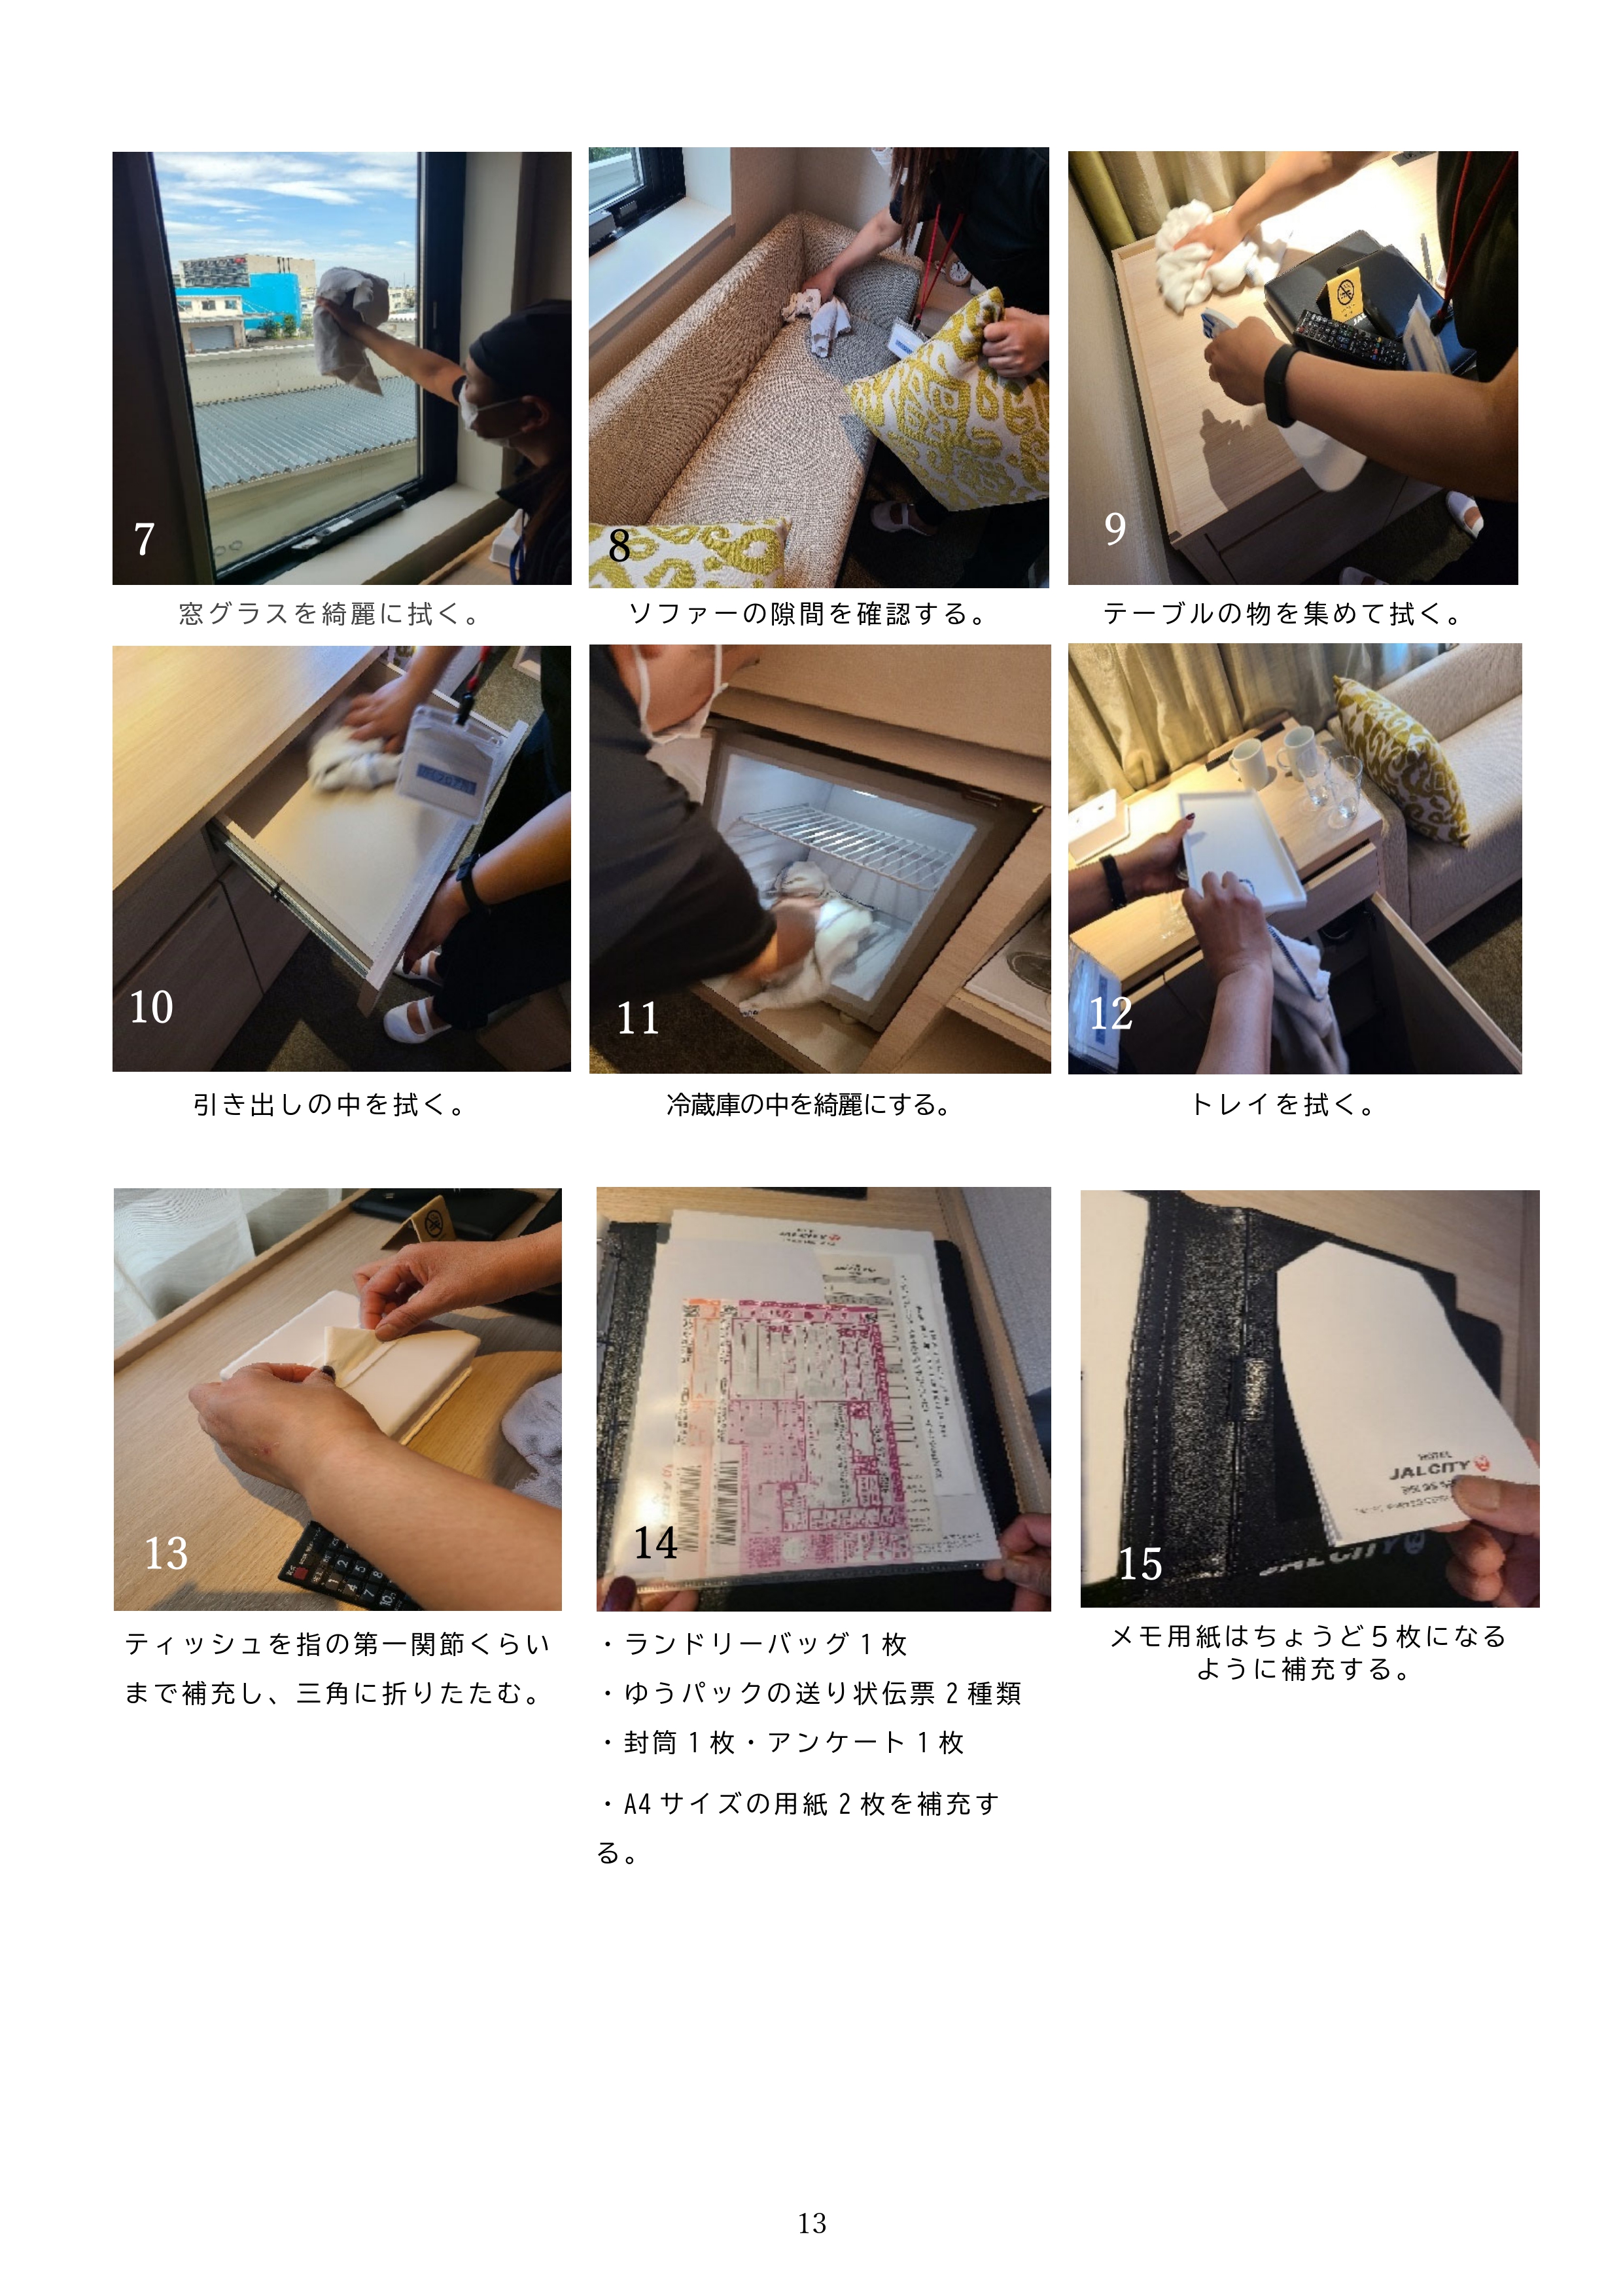 7
8
9
窓グラスを綺麗に拭く。
ソファーの隙間を確認する。
テーブルの物を集めて拭く。
10
11
12
引き出しの中を拭く。
冷蔵庫の中を綺麗にする。
トレイを拭く。
13
14
15
HOTEL
JALCITY
ティッシュを指の第一関節くらい
まで補充し、三角に折りたたむ。
・ランドリーバッグ1枚
・ゆうパックの送り状伝票2種類
・封筒1枚・アンケート1枚
・A4サイズの用紙2枚を補充す
る。
メモ用紙はちょうど5枚になる
ように補充する。
13